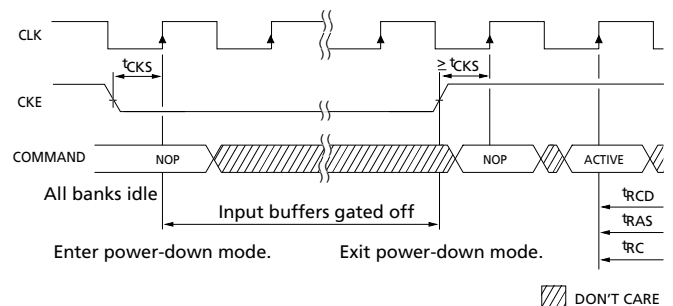 CLK
tCKS
≥ tCKS
CKE
COMMAND NOP NOP ACTIVE
All banks idle
Input buffers gated off
tRCD
tRAS
tRC
Enter power-down mode. Exit power-down mode.
DON'T CARE